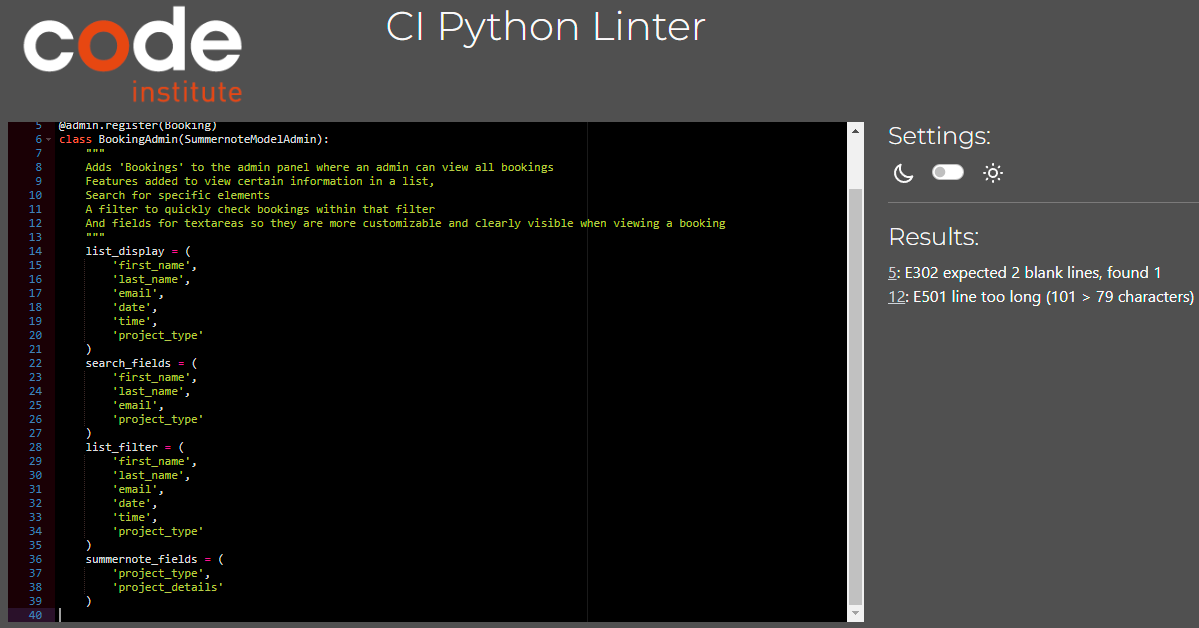 code
institute
CI Python Linter
5 @admin.register(Booking)
6 class BookingAdmin(SummernoteModelAdmin):
7 """
8 Adds 'Bookings' to the admin panel where an admin can view all bookings
9 Features added to view certain information in a list,
10 Search for specific elements
11 A filter to quickly check bookings within that filter
12 And fields for textareas so they are more customizable and clearly visible when viewing a booking
13 """
14 list_display = (
15 'first_name',
16 'last_name',
17 'email',
18 'date',
19 'time',
20 'project_type'
21 )
22 search_fields = (
23 'first_name',
24 'last_name',
25 'email',
26 'project_type'
27 )
28 list_filter = (
29 'first_name',
30 'last_name',
31 'email',
32 'date',
33 'time',
34 'project_type'
35 )
36 summernote_fields = (
37 'project_type',
38 'project_details'
39 )
40
Settings:
Results:
5: E302 expected 2 blank lines, found 1
12: E501 line too long (101 > 79 characters)